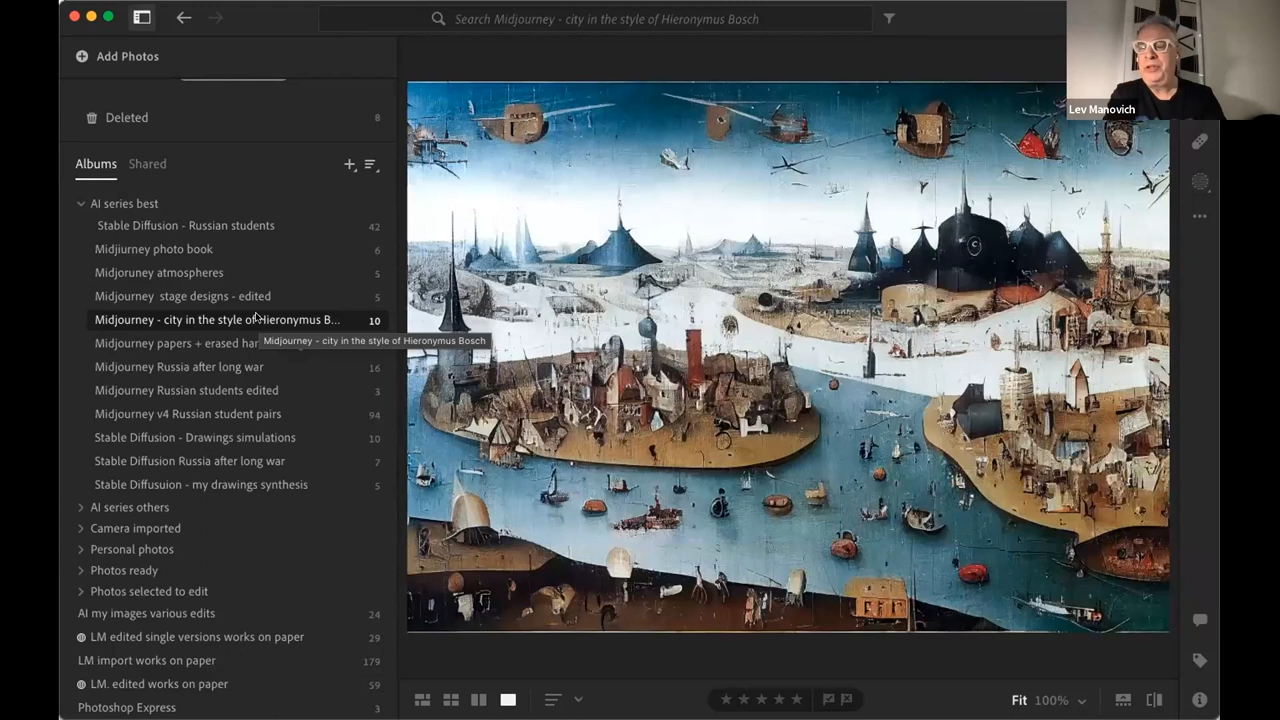 Search Midjourney - city in the style of Hieronymus Bosch
Lev Manovich
Add Photos
Deleted 8
Albums Shared
AI series best
Stable Diffusion - Russian students 42
Midjiurney photo book 6
Midjoruney atmospheres 5
Midjourney stage designs - edited 5
Midjourney - city in the style of Hieronymus B... 10
Midjourney - city in the style of Hieronymus Bosch
Midjourney papers + erased har
Midjourney Russia after long war 16
Midjourney Russian students edited 3
Midjourney v4 Russian student pairs 94
Stable Diffusion - Drawings simulations 10
Stable Diffusion Russia after long war 7
Stable Diffusuion - my drawings synthesis 5
AI series others
Camera imported
Personal photos
Photos ready
Photos selected to edit
AI my images various edits 24
LM edited single versions works on paper 29
LM import works on paper 179
LM. edited works on paper 59
Photoshop Express 3
Fit 100%